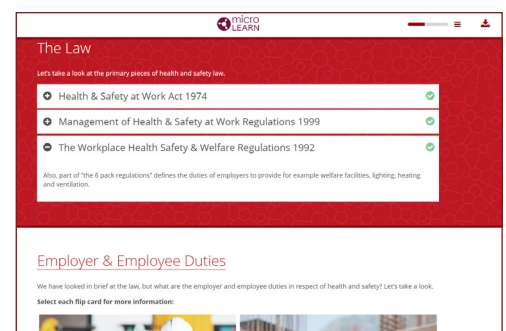 micro
LEARN
The Law
Let's take a look at the primary pieces of health and safety law.
Health & Safety at Work Act 1974
Management of Health & Safety at Work Regulations 1999
The Workplace Health Safety & Welfare Regulations 1992
Also, part of "the 6 pack regulations" defines the duties of employers to provide for example welfare facilities, lighting, heating
and ventilation.
Employer & Employee Duties
We have looked in brief at the law, but what are the employer and employee duties in respect of health and safety? Let's take a look.
Select each flip card for more information: